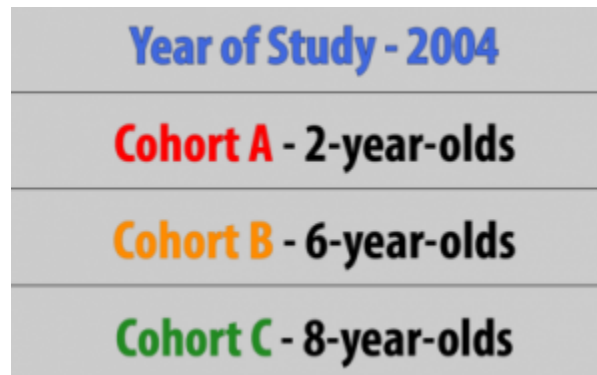 Year of Study - 2004
Cohort A - 2-year-olds
Cohort B - 6-year-olds
Cohort C - 8-year-olds